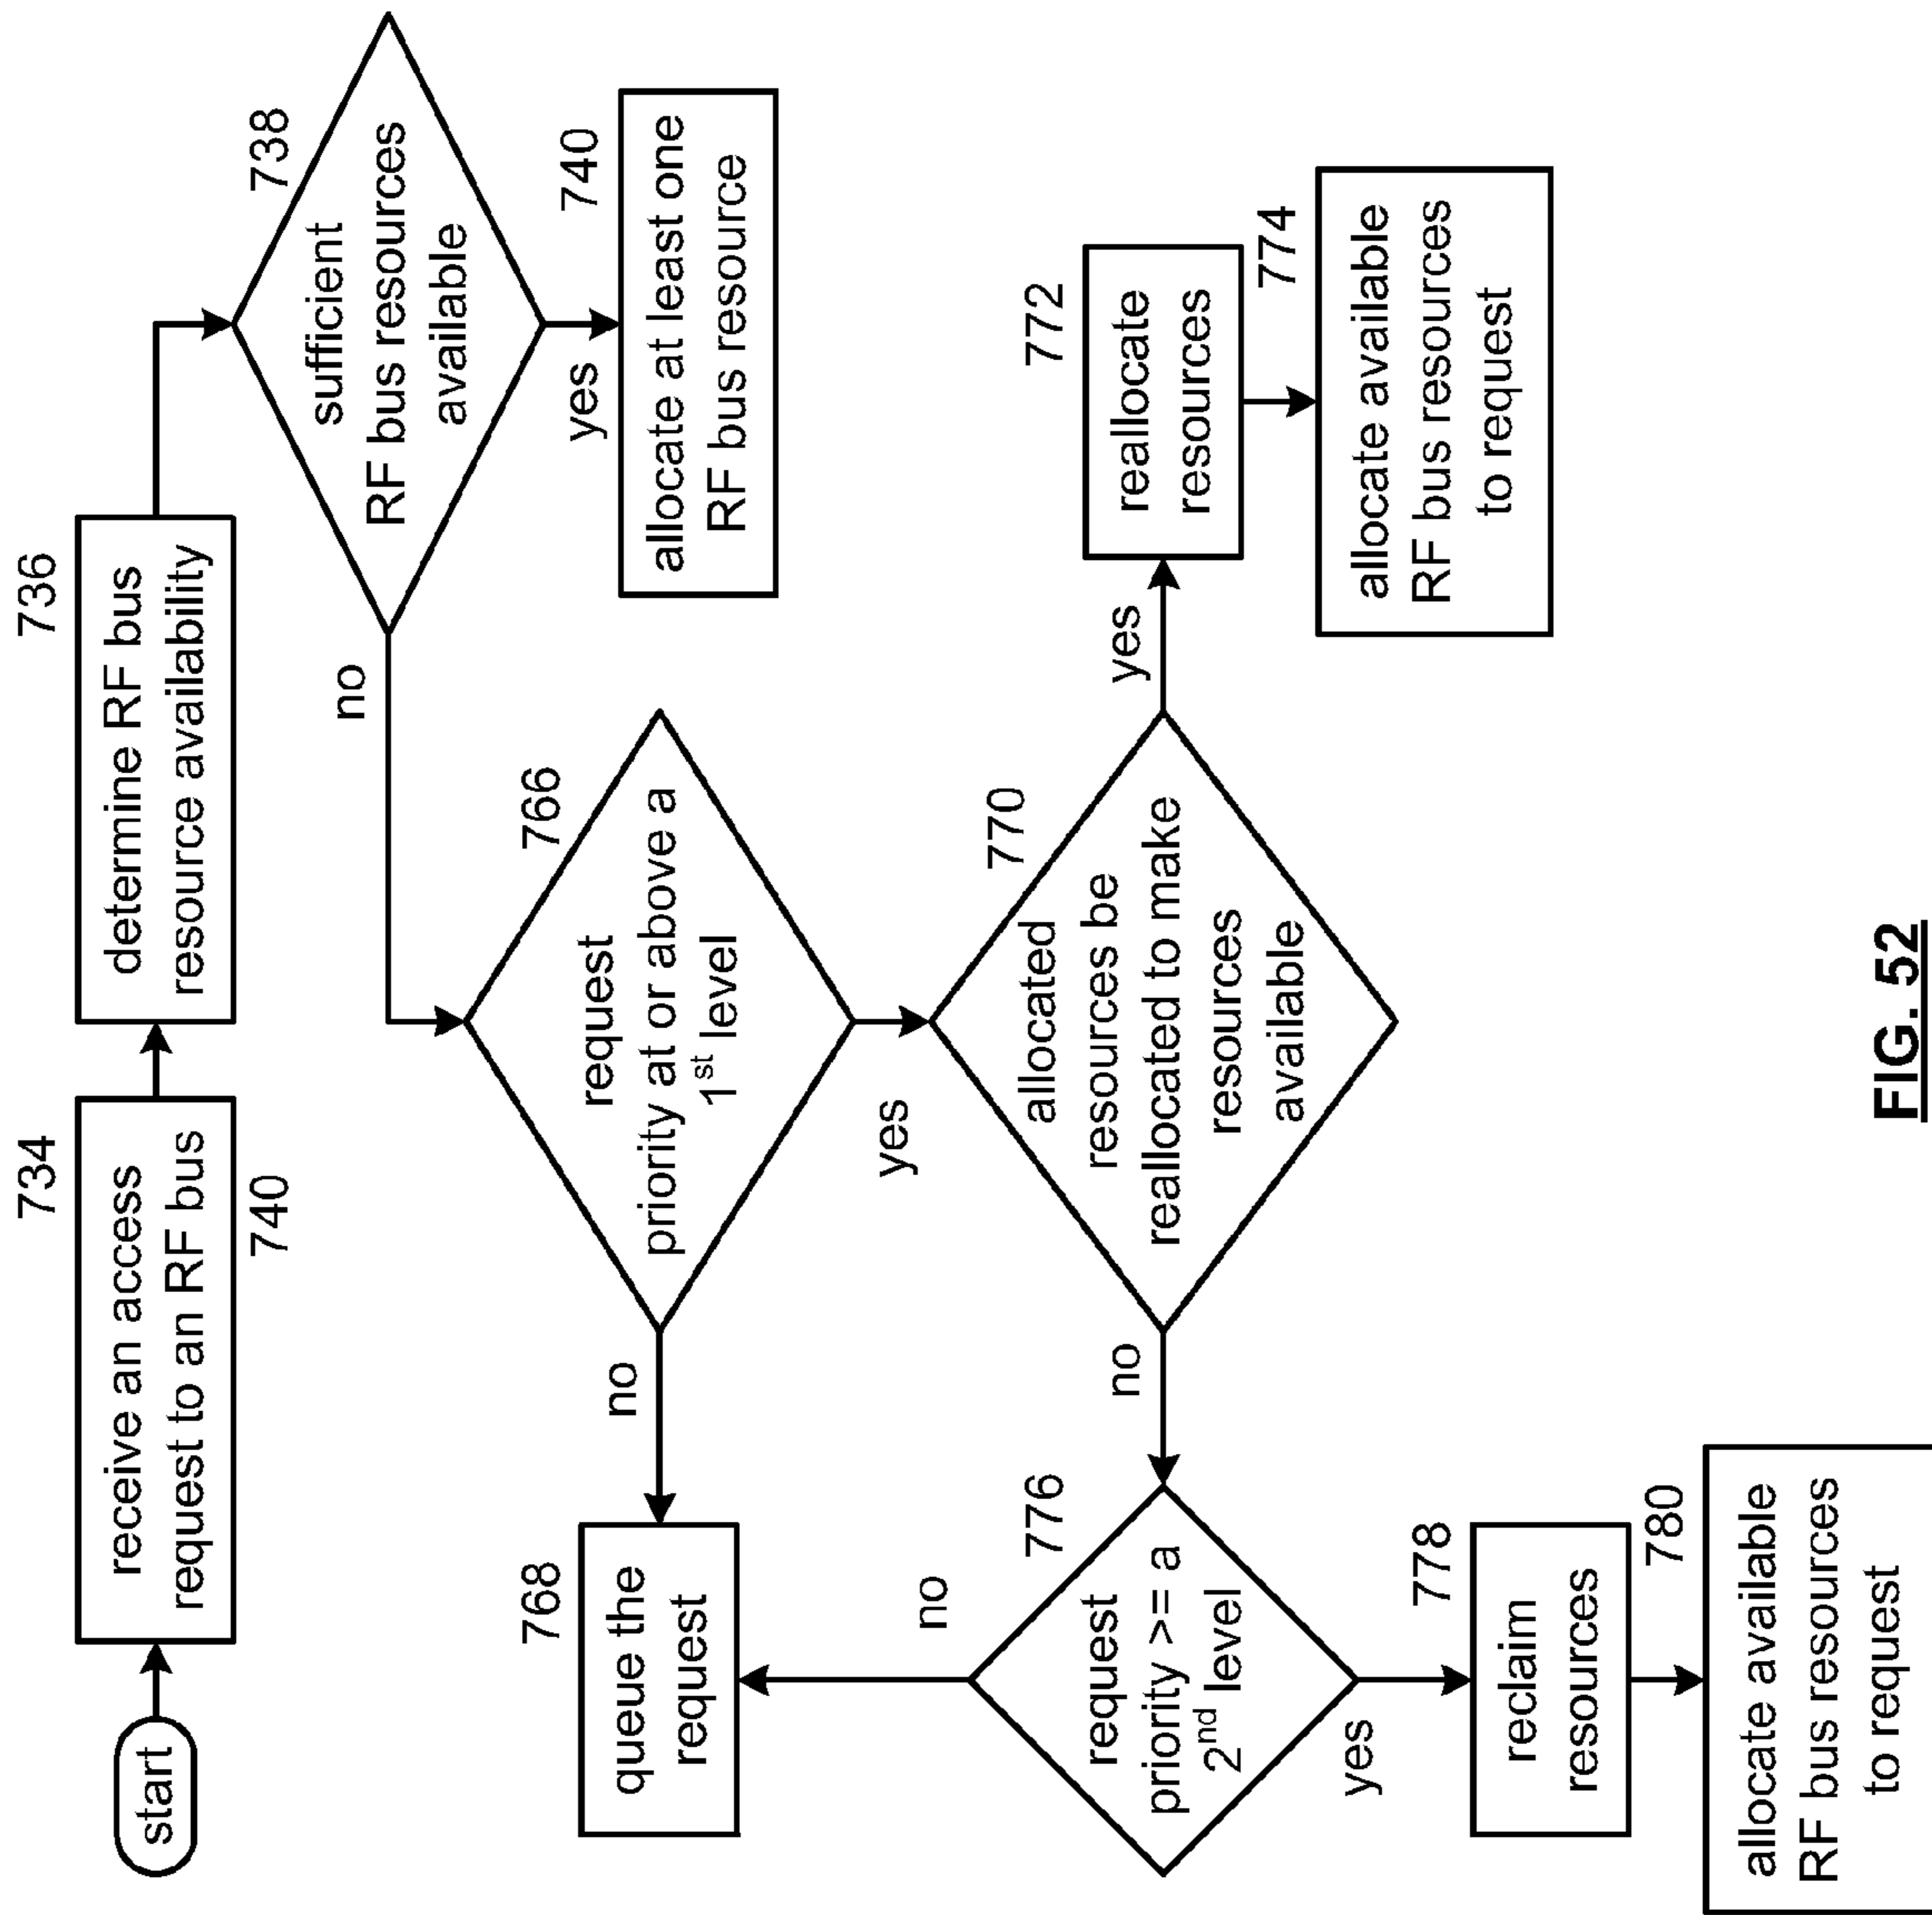 start
734
receive an access
request to an RF bus
740
736
determine RF bus
resource availability
738
sufficient
RF bus resources
available
no
yes
740
allocate at least one
RF bus resource
766
request
priority at or above a
1st level
no
yes
768
queue the
request
770
allocated
resources be
reallocated to make
resources
available
yes
no
772
reallocate
resources
774
allocate available
RF bus resources
to request
776
request
priority >= a
2nd level
no
yes
778
reclaim
resources
780
allocate available
RF bus resources
to request
FIG. 52